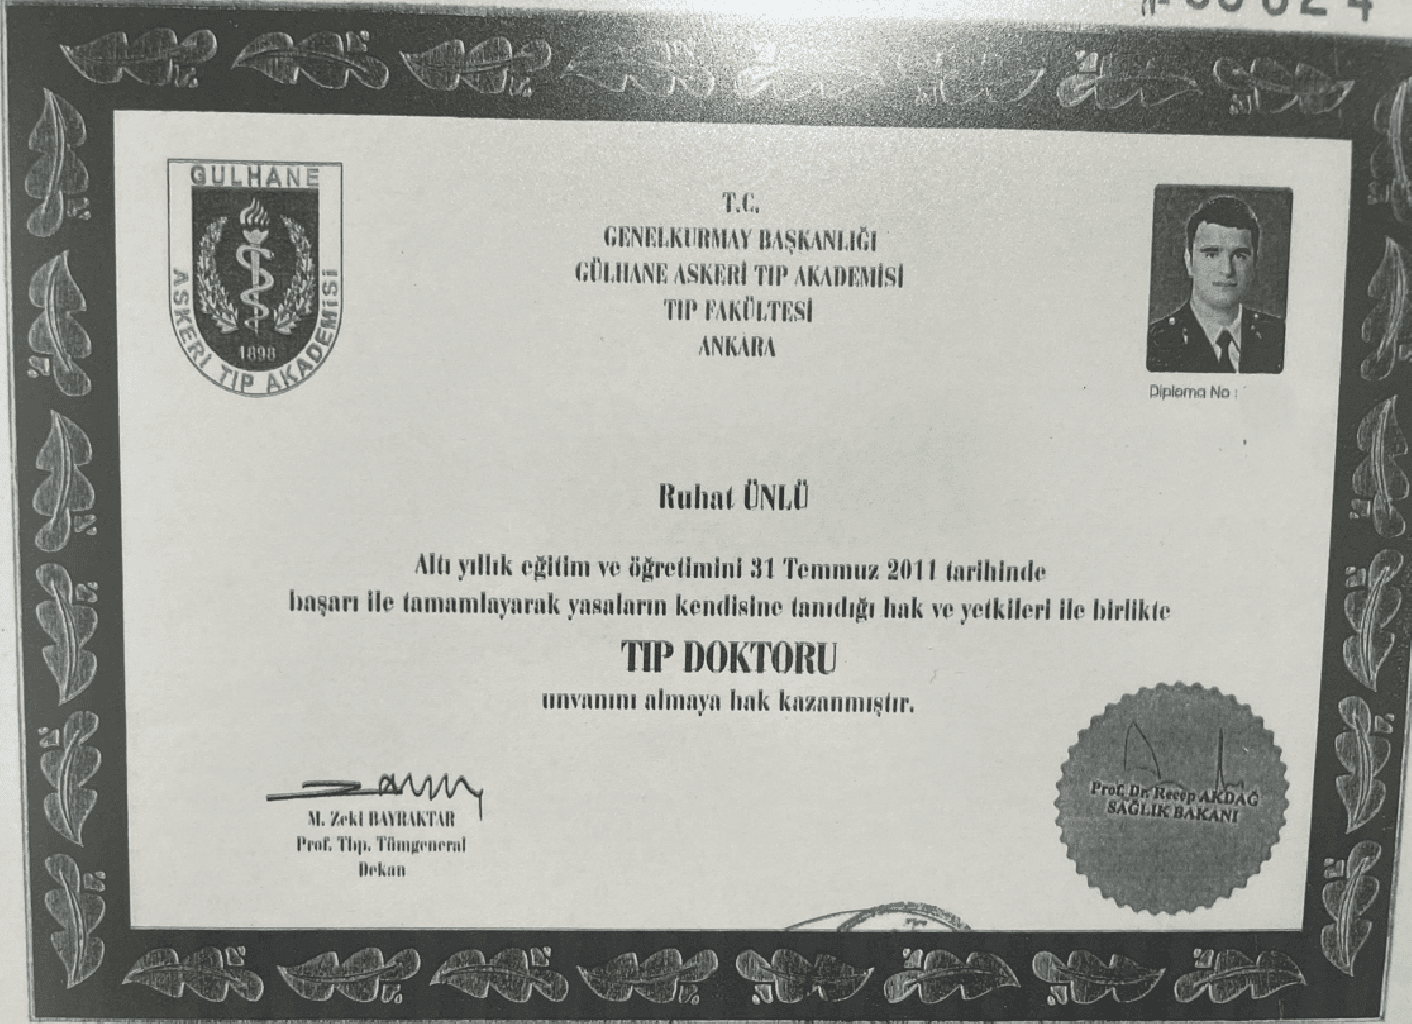 GÜLHANE
ASKERİ TIP AKADEMİSİ
1898
T.C.
GENELKURMAY BAŞKANLIĞI
GÜLHANE ASKERİ TIP AKADEMİSİ
TIP FAKÜLTESİ
ANKARA
Diploma No :
Ruhat ÜNLÜ
Altı yıllık eğitim ve öğretimini 31 Temmuz 2011 tarihinde
başarı ile tamamlayarak yasaların kendisine tanıdığı hak ve yetkileri ile birlikte
TIP DOKTORU
unvanını almaya hak kazanmıştır.
M. Zeki BAYRAKTAR
Prof. Tbp. Tümgeneral
Dekan
Prof. Dr. Recep AKDAĞ
SAĞLIK BAKANI